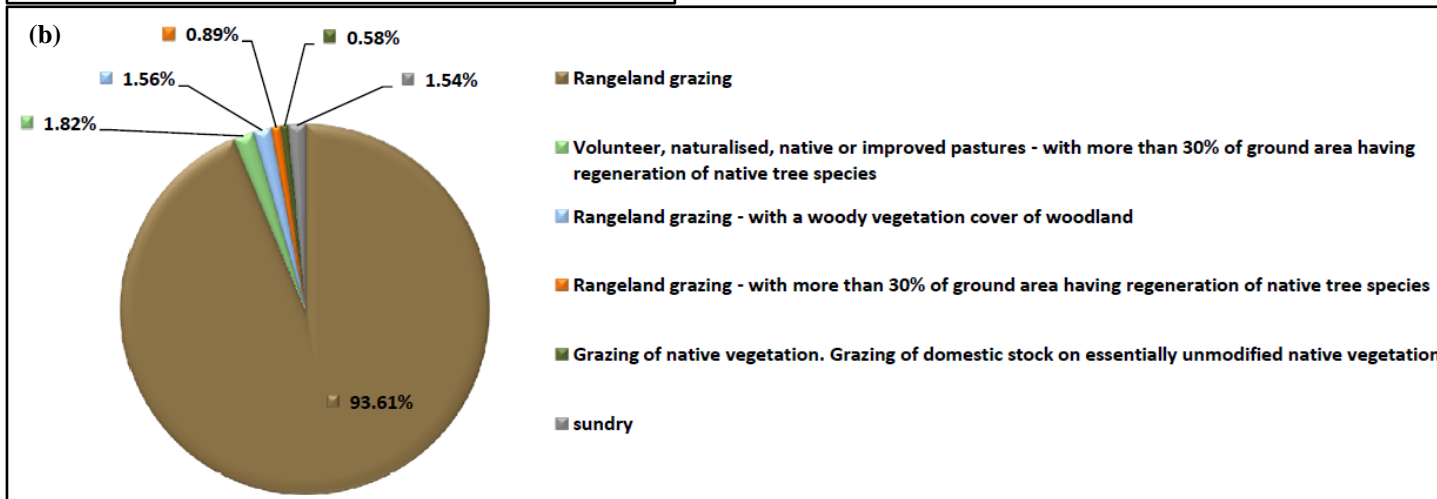 (b)
0.89%
0.58%
1.56%
1.54%
1.82%
93.61%
Rangeland grazing
Volunteer, naturalised, native or improved pastures - with more than 30% of ground area having
regeneration of native tree species
Rangeland grazing - with a woody vegetation cover of woodland
Rangeland grazing - with more than 30% of ground area having regeneration of native tree species
Grazing of native vegetation. Grazing of domestic stock on essentially unmodified native vegetation
sundry